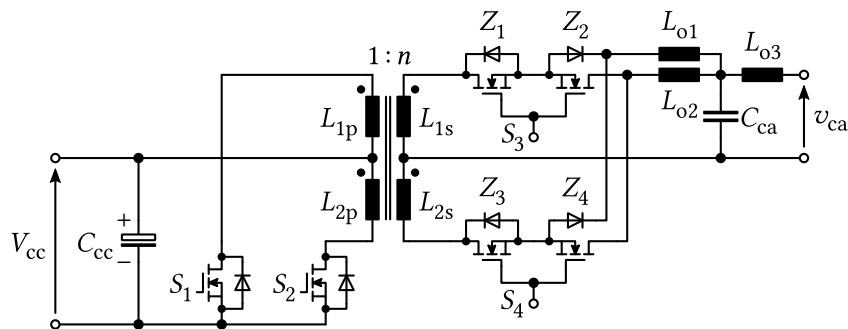 1 : n
Z1 Z2
Lo1
Lo3
L1p L1s
Lo2
Cca
vca
S3
L2p L2s
Z3 Z4
Vcc
Ccc
+
−
S1 S2
S4